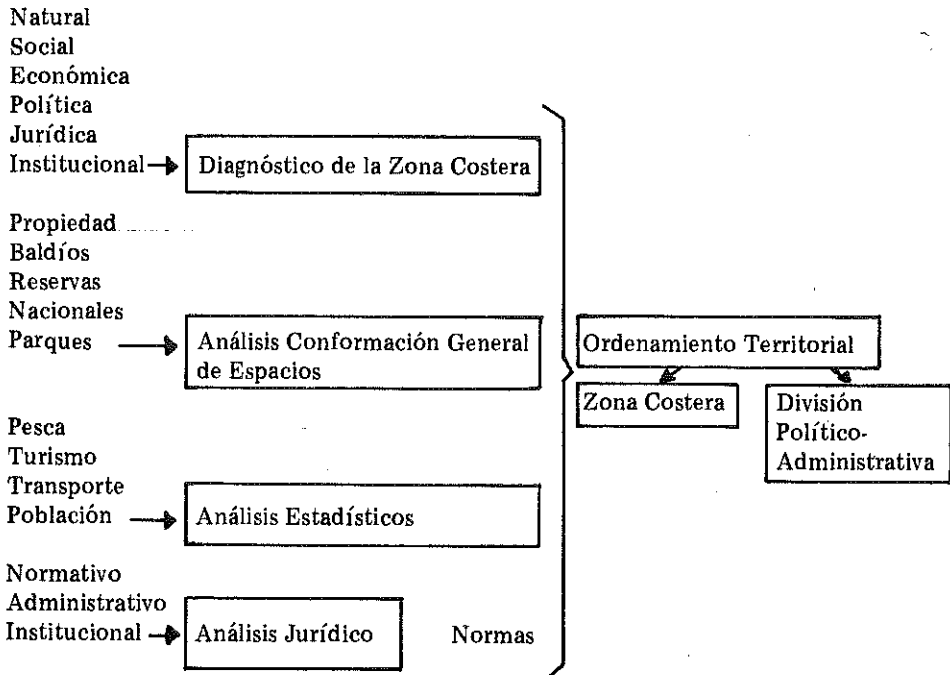 Natural
Social
Económica
Política
Jurídica
Institucional
Diagnóstico de la Zona Costera
Propiedad
Baldíos
Reservas
Nacionales
Parques
Análisis Conformación General
de Espacios
Pesca
Turismo
Transporte
Población
Análisis Estadísticos
Normativo
Administrativo
Institucional
Análisis Jurídico
Normas
Ordenamiento Territorial
Zona Costera
División
Político-
Administrativa